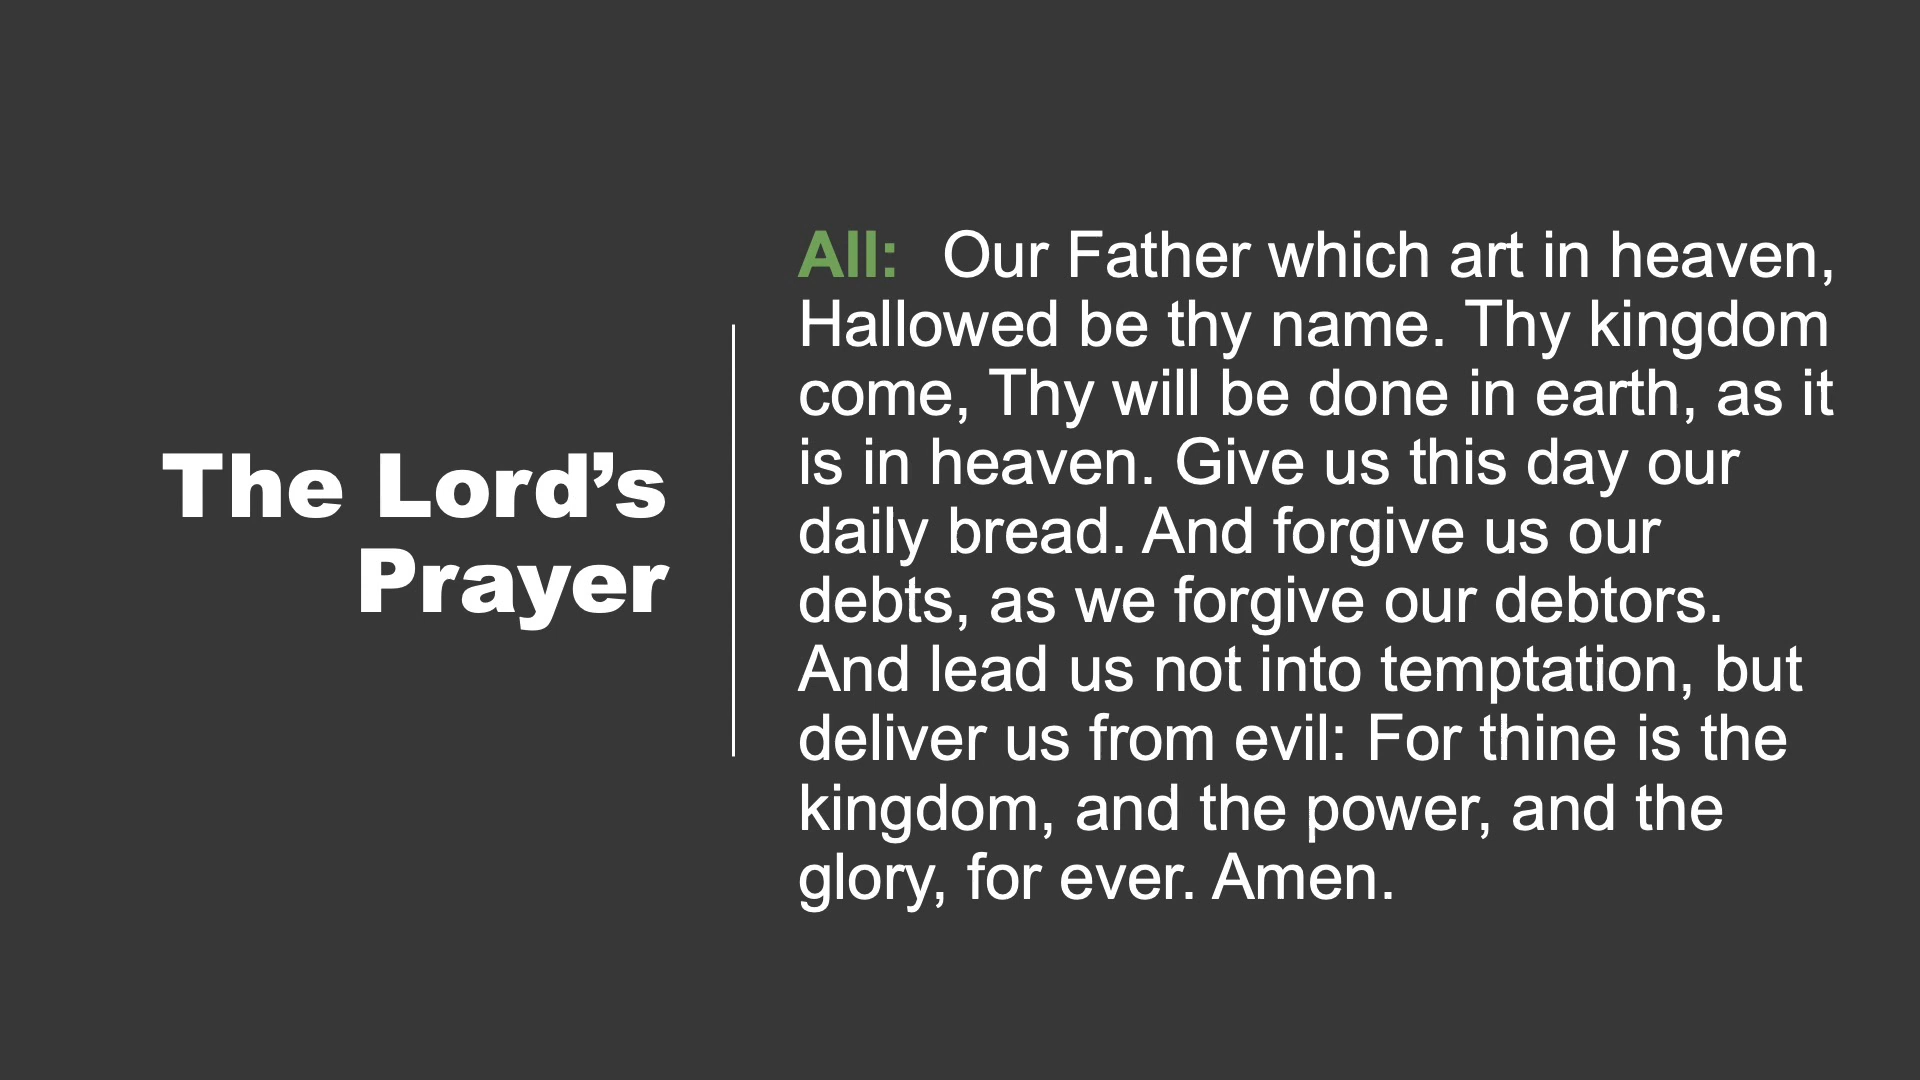 The Lord’s
Prayer
All: Our Father which art in heaven,
Hallowed be thy name. Thy kingdom
come, Thy will be done in earth, as it
is in heaven. Give us this day our
daily bread. And forgive us our
debts, as we forgive our debtors.
And lead us not into temptation, but
deliver us from evil: For thine is the
kingdom, and the power, and the
glory, for ever. Amen.